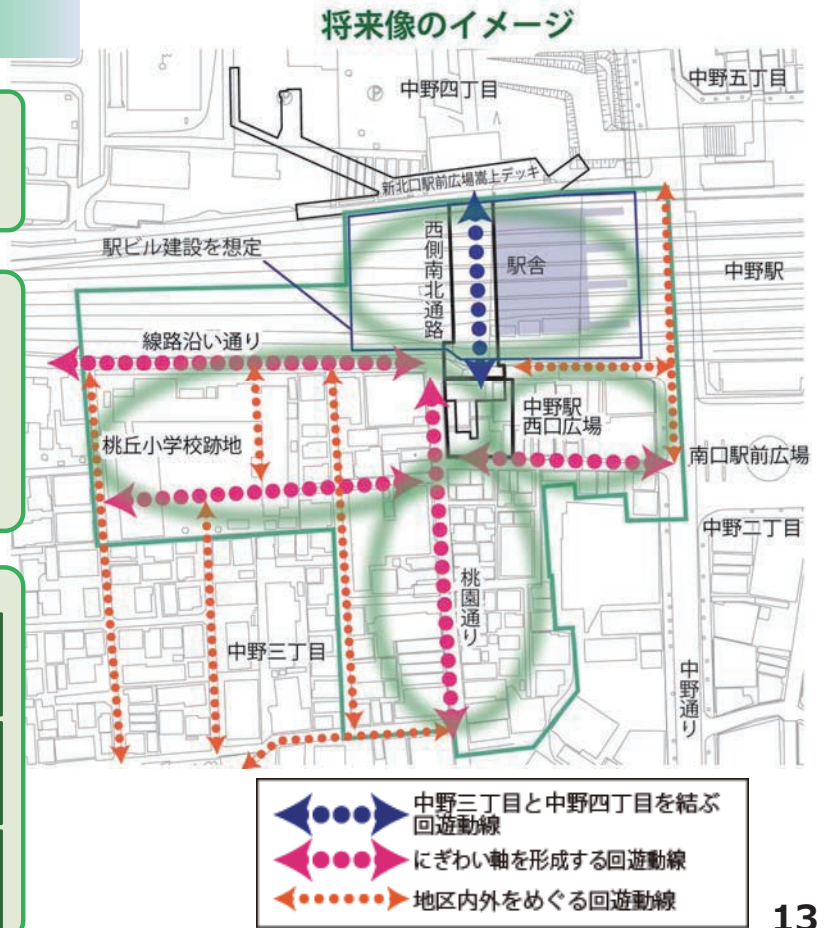 将来像のイメージ
中野四丁目
中野五丁目
Ⓟ
新北口駅前広場嵩上デッキ
駅ビル建設を想定
西側南北通路
駅舎
中野駅
線路沿い通り
中野駅
西口広場
桃丘小学校跡地
南口駅前広場
中野二丁目
桃園通り
中野三丁目
中野通り
中野三丁目と中野四丁目を結ぶ
回遊動線
にぎわい軸を形成する回遊動線
地区内外をめぐる回遊動線
13